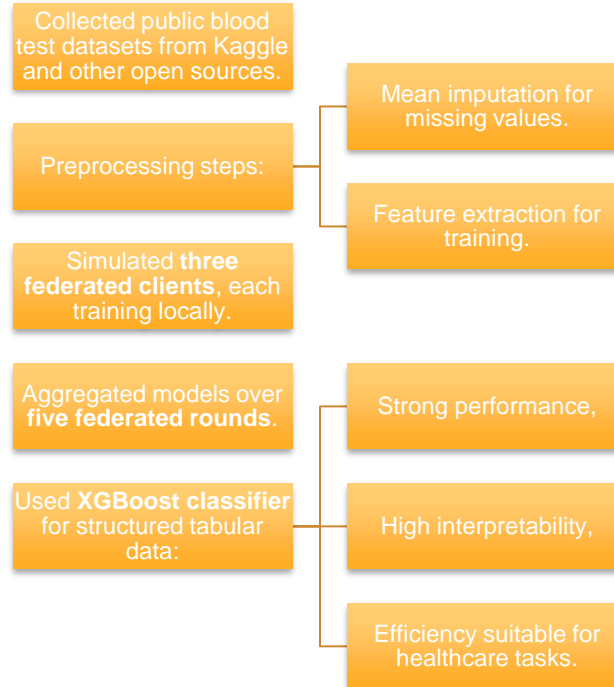 Collected public blood
test datasets from Kaggle
and other open sources.
Preprocessing steps:
Mean imputation for
missing values.
Feature extraction for
training.
Simulated three
federated clients, each
training locally.
Aggregated models over
five federated rounds.
Used XGBoost classifier
for structured tabular
data:
Strong performance,
High interpretability,
Efficiency suitable for
healthcare tasks.